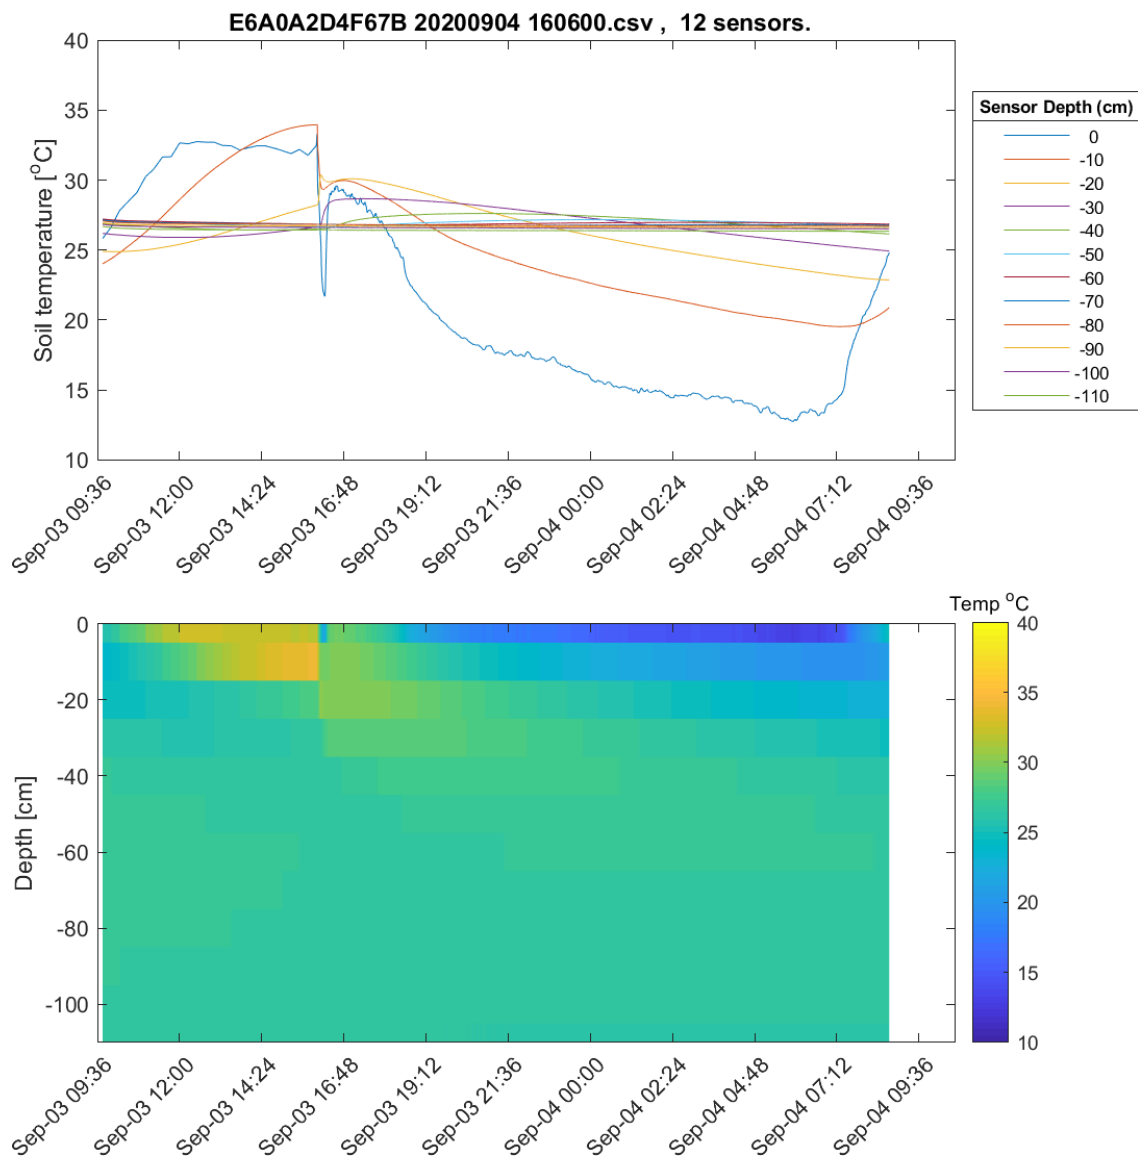 E6A0A2D4F67B 20200904 160600.csv ,  12 sensors.
40
35
30
25
20
15
10
Soil temperature [°C]
Sep-03 09:36
Sep-03 12:00
Sep-03 14:24
Sep-03 16:48
Sep-03 19:12
Sep-03 21:36
Sep-04 00:00
Sep-04 02:24
Sep-04 04:48
Sep-04 07:12
Sep-04 09:36
Sensor Depth (cm)
0
-10
-20
-30
-40
-50
-60
-70
-80
-90
-100
-110
0
-20
-40
-60
-80
-100
Depth [cm]
Sep-03 09:36
Sep-03 12:00
Sep-03 14:24
Sep-03 16:48
Sep-03 19:12
Sep-03 21:36
Sep-04 00:00
Sep-04 02:24
Sep-04 04:48
Sep-04 07:12
Sep-04 09:36
Temp °C
40
35
30
25
20
15
10